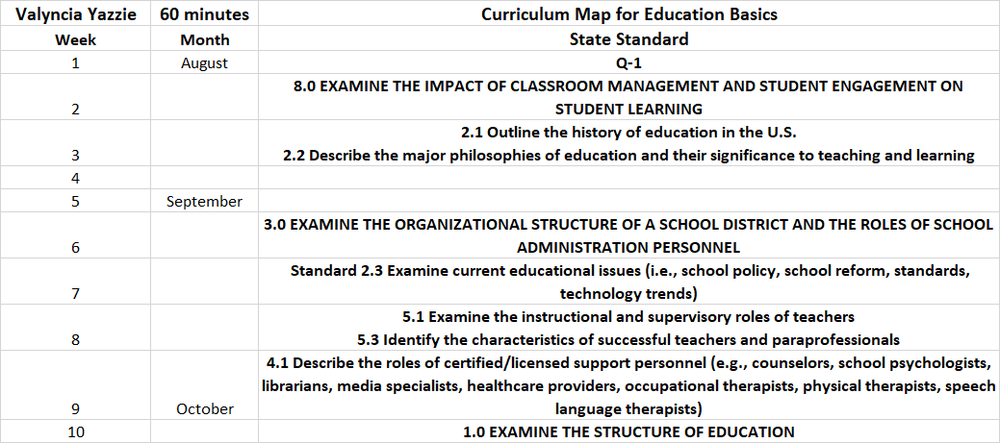 Valyncia Yazzie 60 minutes Curriculum Map for Education Basics
Week Month State Standard
1 August Q-1
8.0 EXAMINE THE IMPACT OF CLASSROOM MANAGEMENT AND STUDENT ENGAGEMENT ON
2 STUDENT LEARNING
2.1 Outline the history of education in the U.S.
3 2.2 Describe the major philosophies of education and their significance to teaching and learning
4
5 September
3.0 EXAMINE THE ORGANIZATIONAL STRUCTURE OF A SCHOOL DISTRICT AND THE ROLES OF SCHOOL
6 ADMINISTRATION PERSONNEL
Standard 2.3 Examine current educational issues (i.e., school policy, school reform, standards,
7 technology trends)
5.1 Examine the instructional and supervisory roles of teachers
8 5.3 Identify the characteristics of successful teachers and paraprofessionals
4.1 Describe the roles of certified/licensed support personnel (e.g., counselors, school psychologists,
librarians, media specialists, healthcare providers, occupational therapists, physical therapists, speech
9 October language therapists)
10 1.0 EXAMINE THE STRUCTURE OF EDUCATION